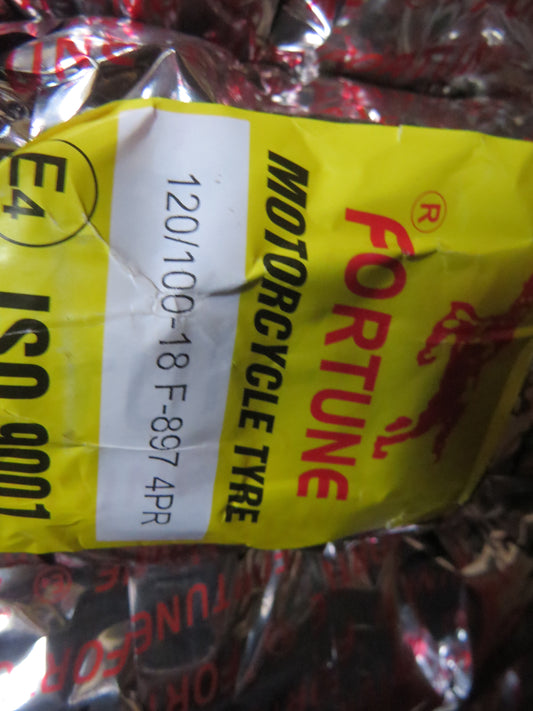 FORTUNE®
MOTORCYCLE TYRE
120/100-18 F-897 4PR
E4 ISO 9001
FORTUNE